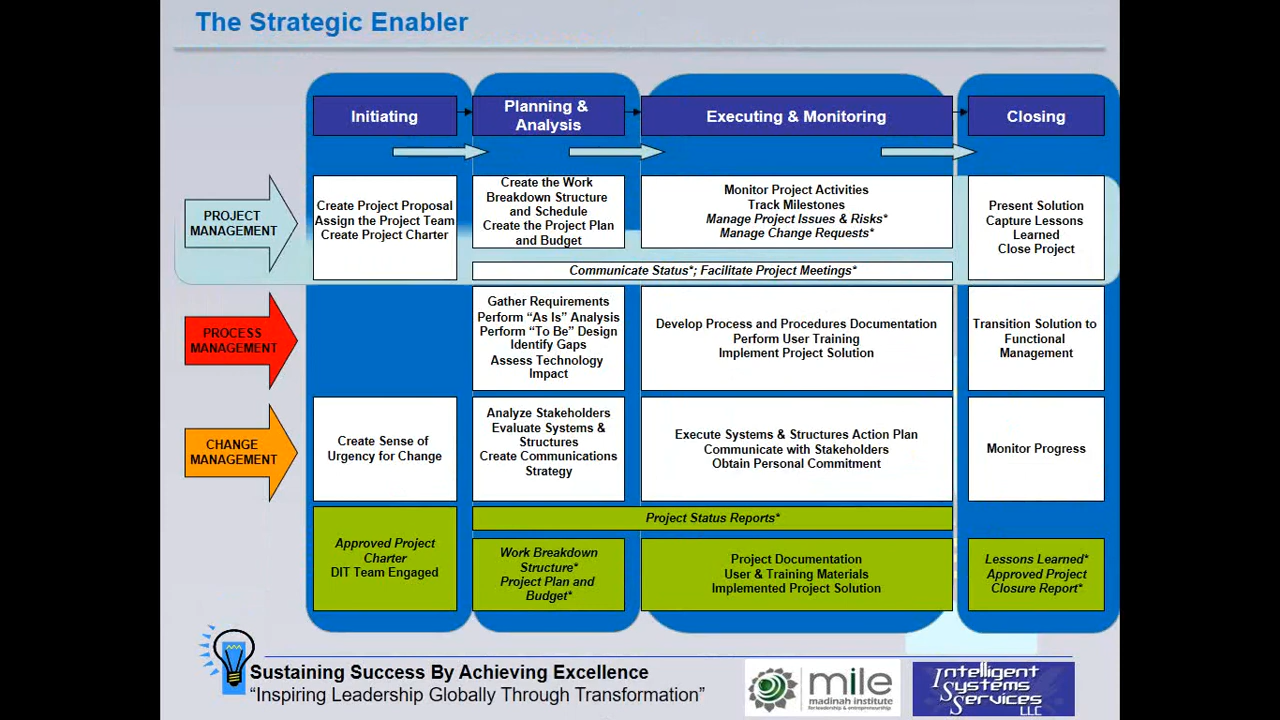 The Strategic Enabler
Initiating
Planning &
Analysis
Executing & Monitoring
Closing
PROJECT
MANAGEMENT
Create Project Proposal
Assign the Project Team
Create Project Charter
Create the Work
Breakdown Structure
and Schedule
Create the Project Plan
and Budget
Monitor Project Activities
Track Milestones
Manage Project Issues & Risks*
Manage Change Requests*
Present Solution
Capture Lessons
Learned
Close Project
Communicate Status*; Facilitate Project Meetings*
PROCESS
MANAGEMENT
Gather Requirements
Perform “As Is” Analysis
Perform “To Be” Design
Identify Gaps
Assess Technology
Impact
Develop Process and Procedures Documentation
Perform User Training
Implement Project Solution
Transition Solution to
Functional
Management
CHANGE
MANAGEMENT
Create Sense of
Urgency for Change
Analyze Stakeholders
Evaluate Systems &
Structures
Create Communications
Strategy
Execute Systems & Structures Action Plan
Communicate with Stakeholders
Obtain Personal Commitment
Monitor Progress
Approved Project
Charter
DIT Team Engaged
Project Status Reports*
Work Breakdown
Structure*
Project Plan and
Budget*
Project Documentation
User & Training Materials
Implemented Project Solution
Lessons Learned*
Approved Project
Closure Report*
Sustaining Success By Achieving Excellence
“Inspiring Leadership Globally Through Transformation”
mile
madinah institute
for leadership & entrepreneurship
Intelligent
Systems
Services
LLC